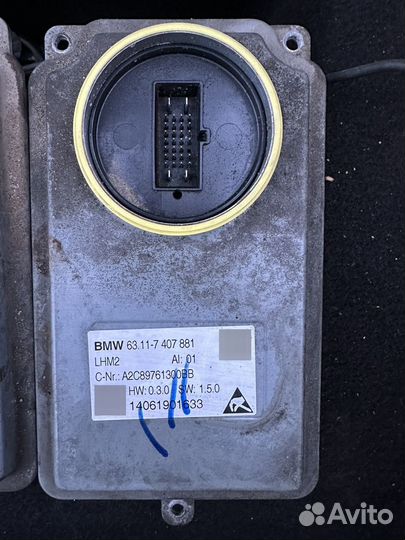 BMW 63.11-7 407 881
LHM2 AI: 01
C-Nr.: A2C89761300BB
HW: 0.3.0 SW: 1.5.0
14061901633
Avito